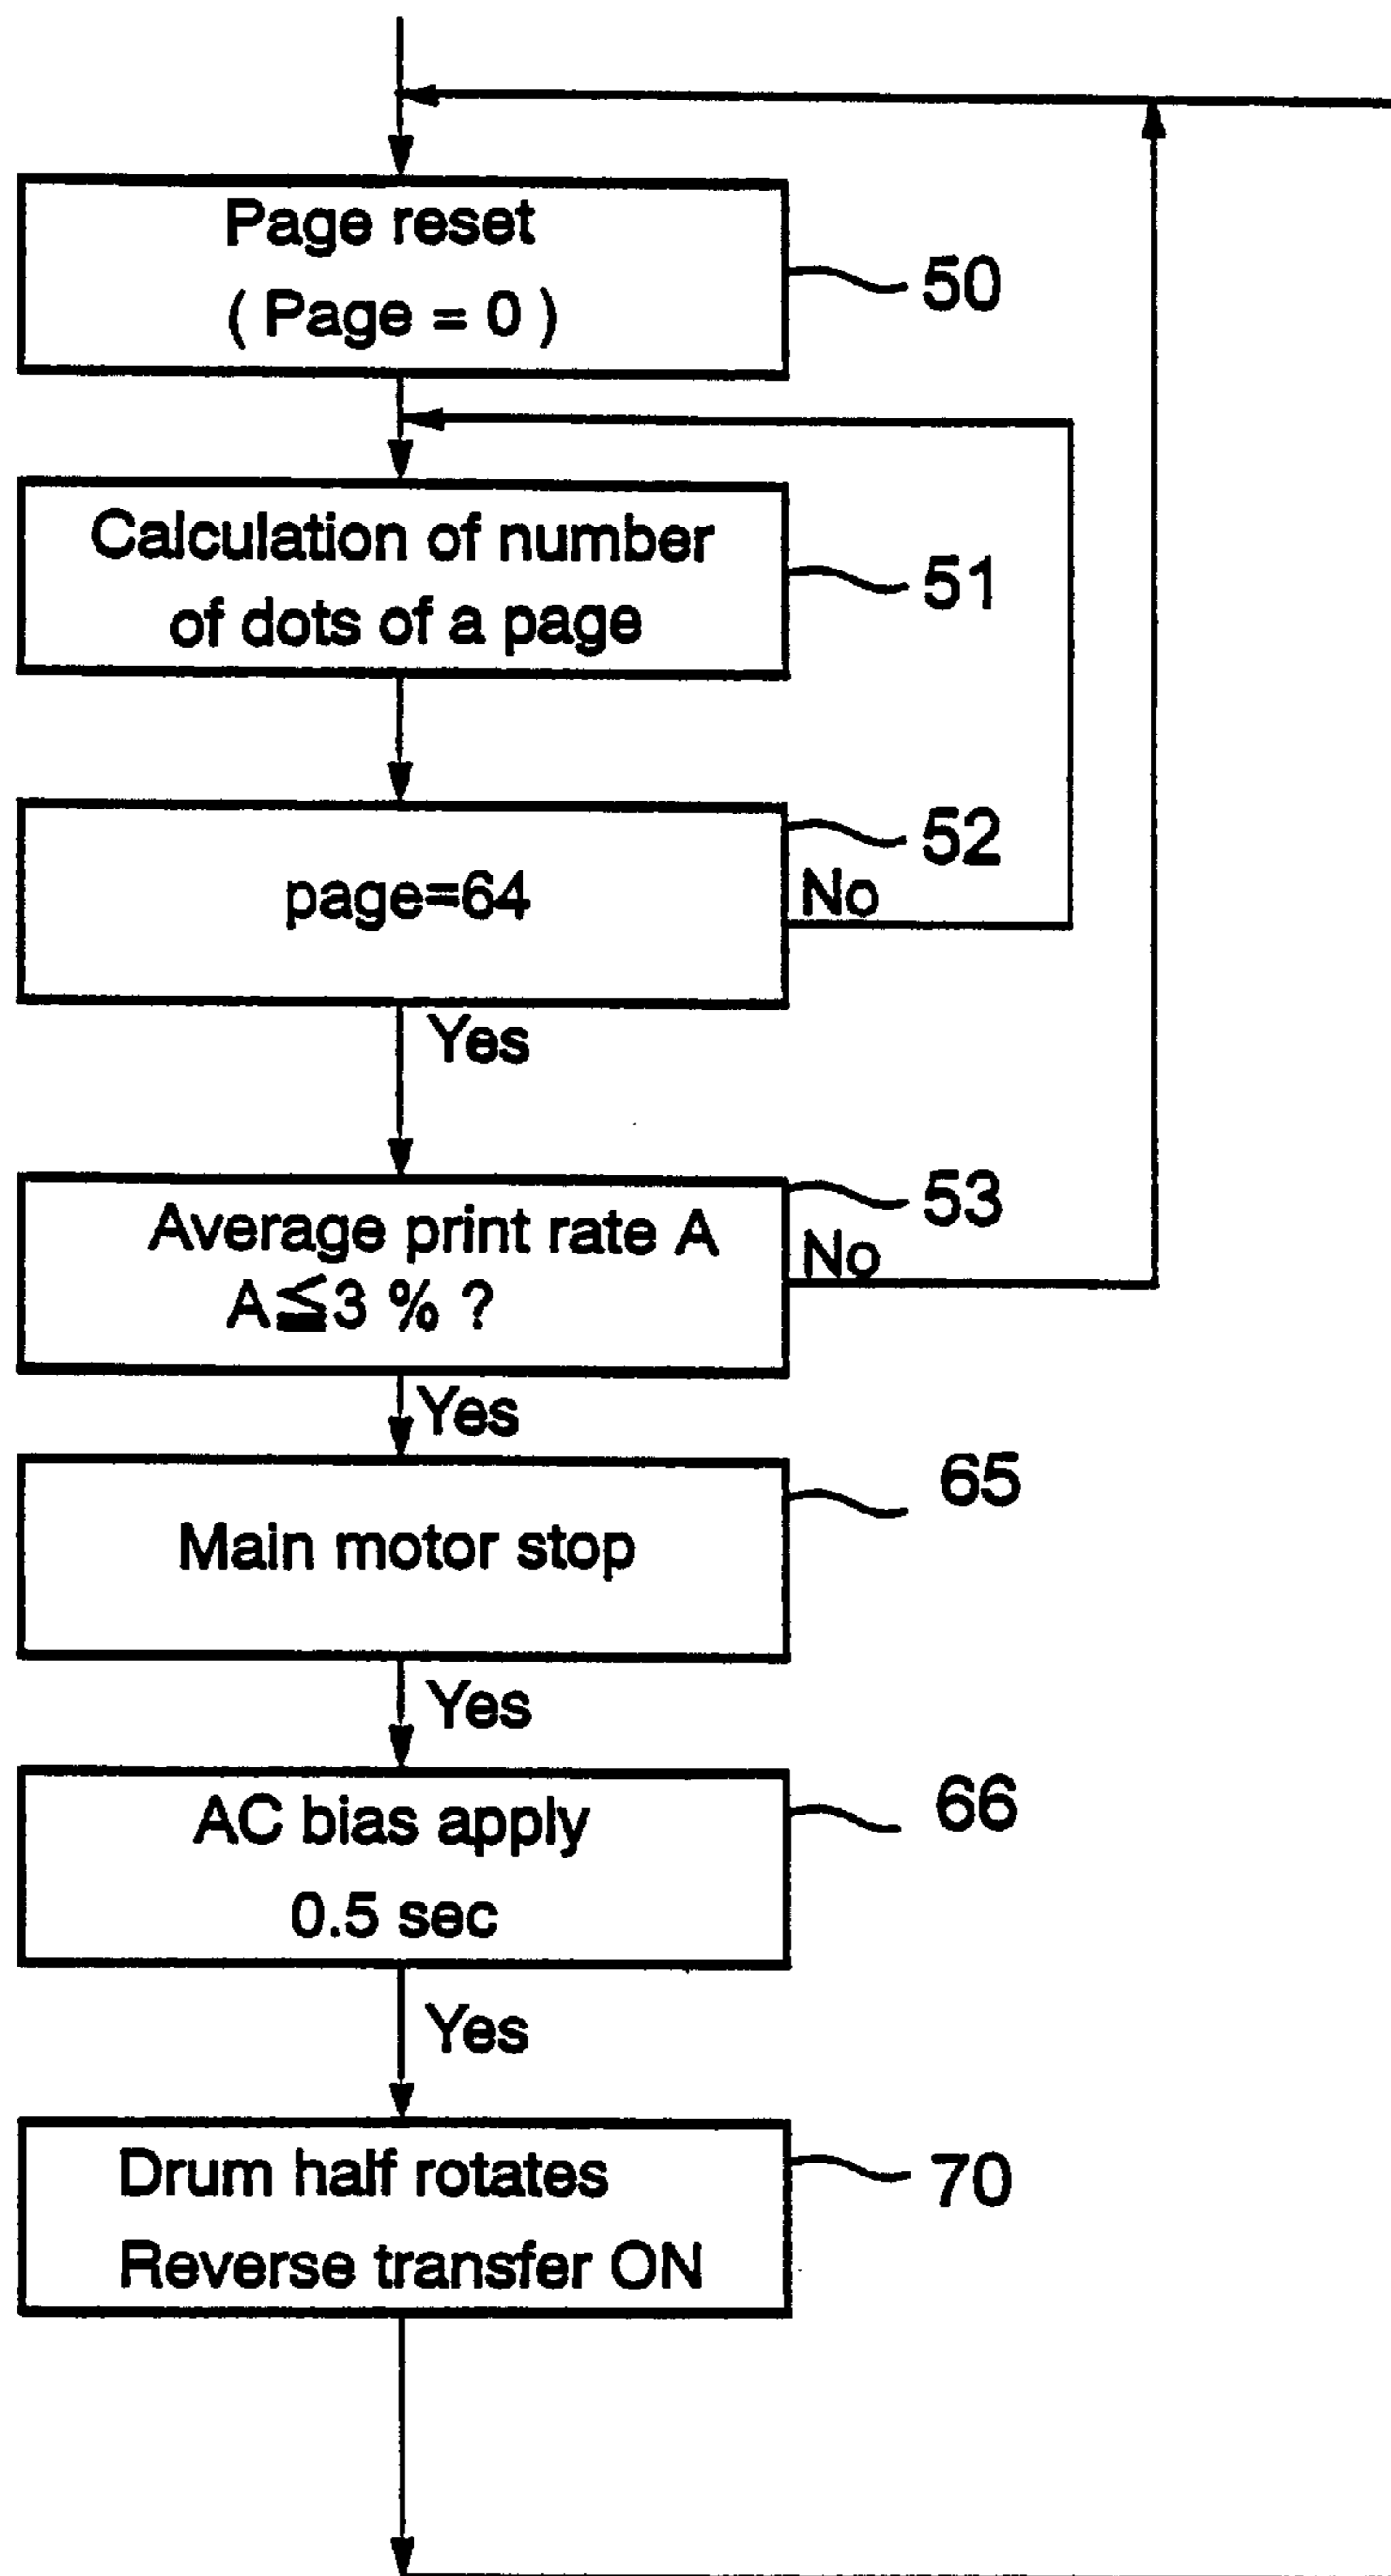 Page reset
( Page = 0 )
50
Calculation of number
of dots of a page
51
52
page=64
No
Yes
53
Average print rate A
No
A≦3 % ?
Yes
65
Main motor stop
Yes
66
AC bias apply
0.5 sec
Yes
70
Drum half rotates
Reverse transfer ON